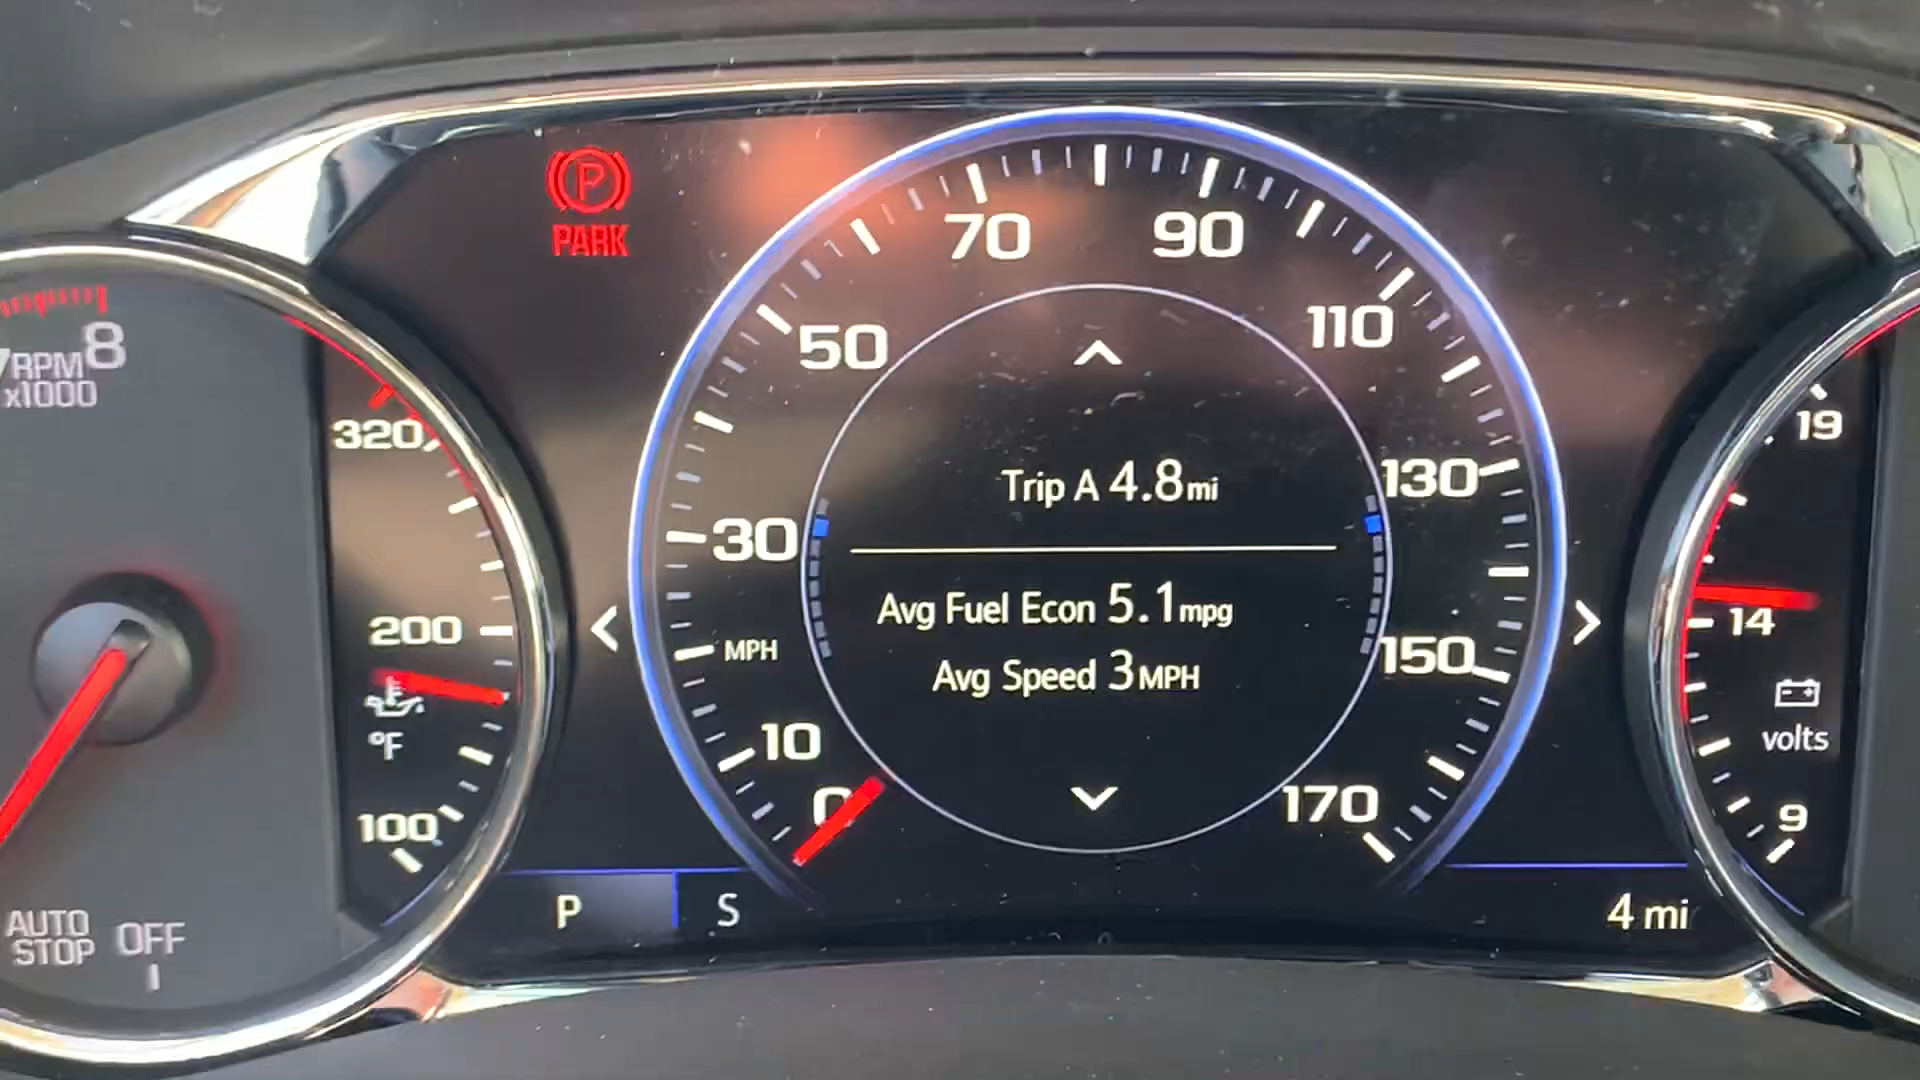 PARK
7
RPM
8
x1000
320
200
°F
100
AUTO
STOP
OFF
0
10
MPH
30
50
70
90
110
130
150
170
Trip A 4.8mi
Avg Fuel Econ 5.1mpg
Avg Speed 3MPH
P S
4 mi
19
14
volts
9